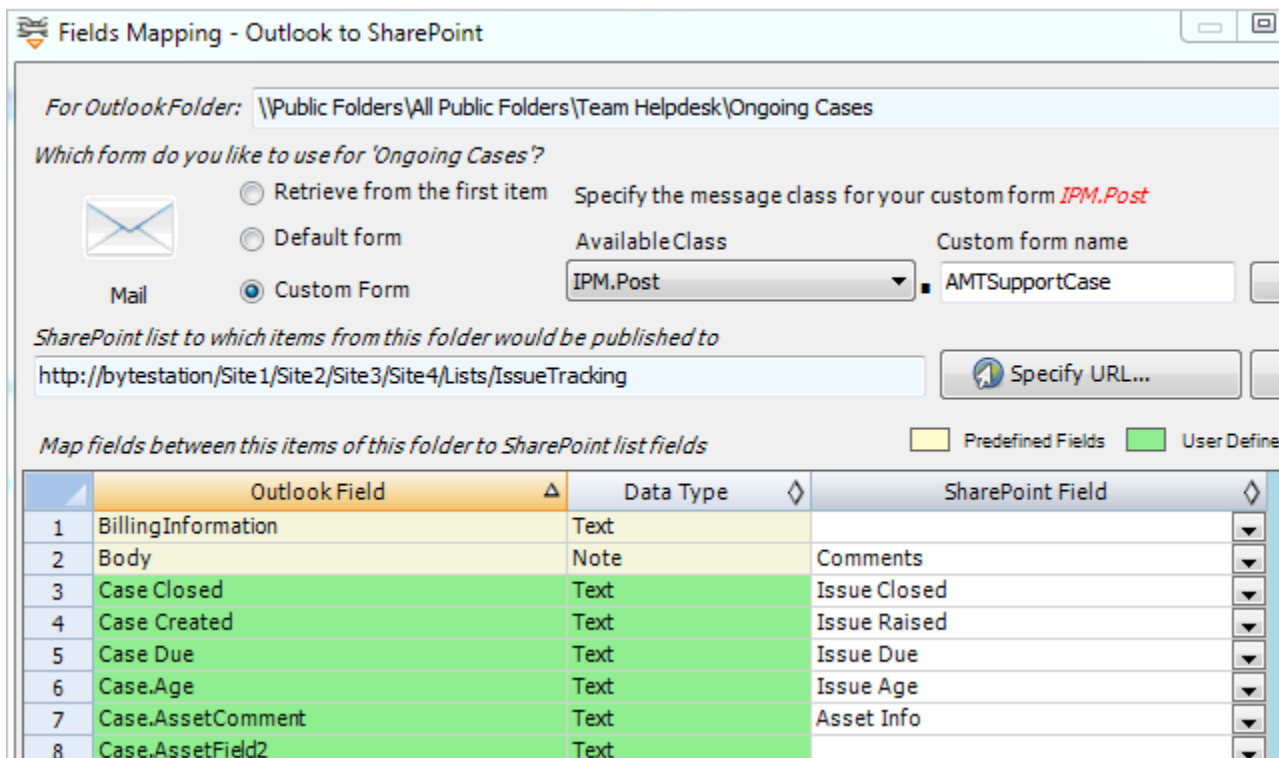 Fields Mapping - Outlook to SharePoint
For Outlook Folder: \\Public Folders\All Public Folders\Team Helpdesk\Ongoing Cases
Which form do you like to use for 'Ongoing Cases'?
Retrieve from the first item Specify the message class for your custom form IPM.Post
Default form Available Class Custom form name
Mail Custom Form IPM.Post . AMTSupportCase
SharePoint list to which items from this folder would be published to
http://bytestation/Site1/Site2/Site3/Site4/Lists/IssueTracking Specify URL...
Map fields between this items of this folder to SharePoint list fields Predefined Fields User Define
Outlook Field Data Type SharePoint Field
1 BillingInformation Text
2 Body Note Comments
3 Case Closed Text Issue Closed
4 Case Created Text Issue Raised
5 Case Due Text Issue Due
6 Case.Age Text Issue Age
7 Case.AssetComment Text Asset Info
8 Case.AssetField2 Text